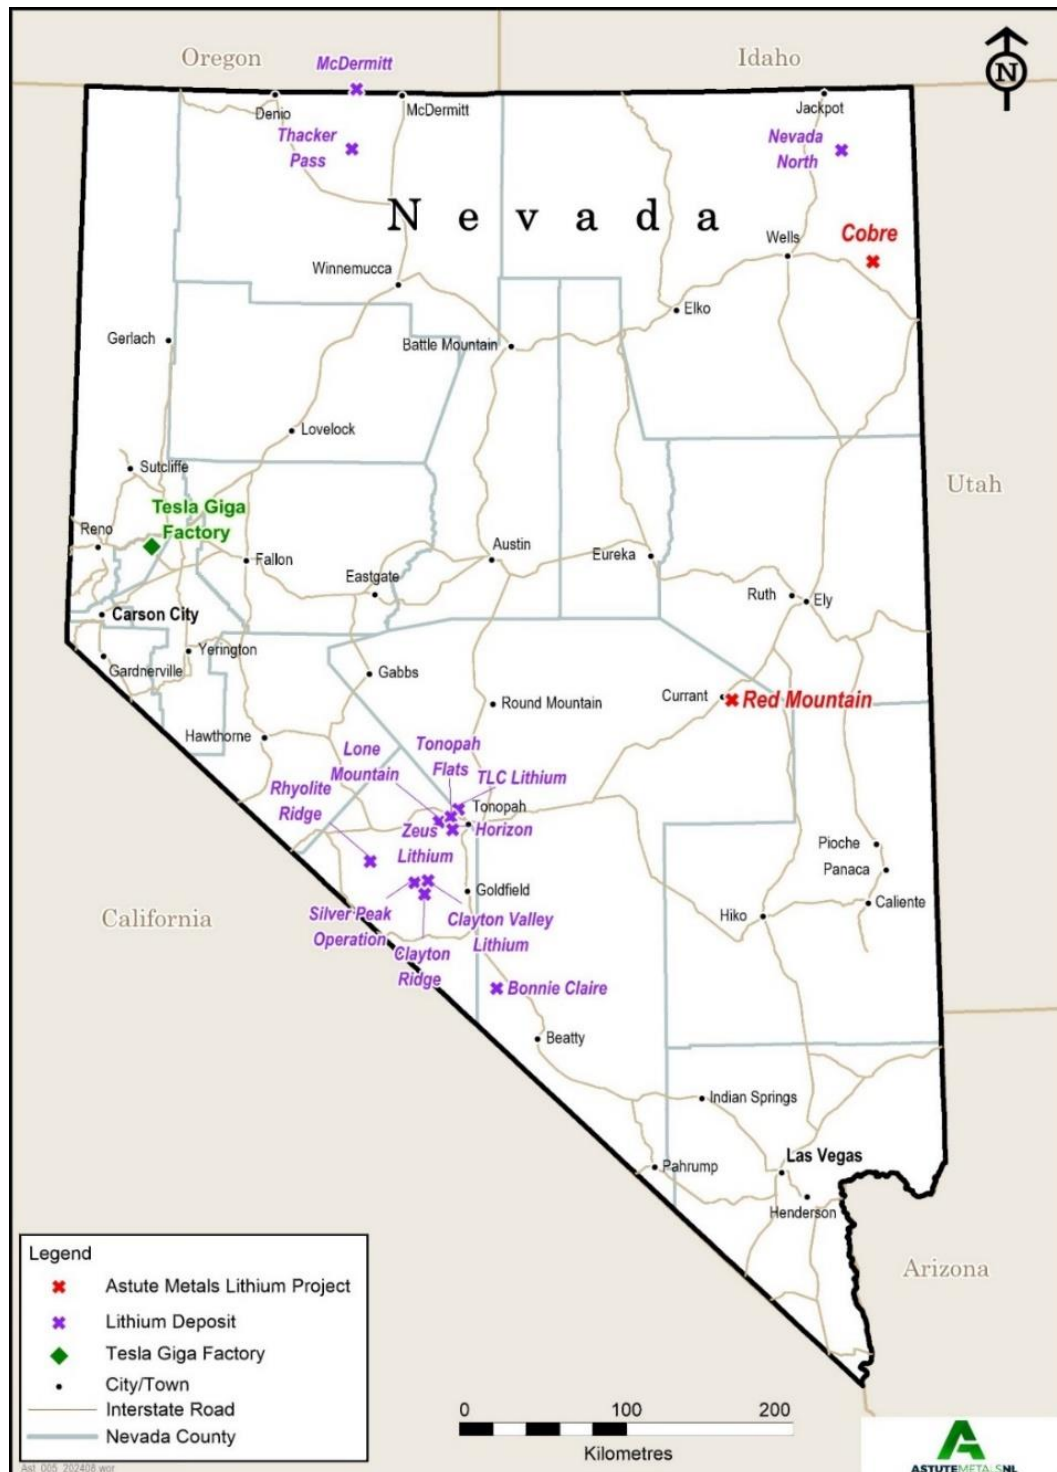 Oregon
Idaho
McDermitt
N
Denio
McDermitt
Jackpot
Thacker
Pass
Nevada
North
Nevada
Wells
Cobre
Winnemucca
Elko
Gerlach
Battle Mountain
Lovelock
Sutcliffe
Utah
Tesla Giga
Factory
Reno
Fallon
Austin
Eureka
Eastgate
Ruth
Ely
Carson City
Yerington
Gardnerville
Gabbs
Currant
Red Mountain
Round Mountain
Hawthorne
Lone
Mountain
Tonopah
Flats
TLC Lithium
Rhyolite
Ridge
Tonopah
Zeus
Lithium
Horizon
Pioche
Panaca
Goldfield
Caliente
California
Silver Peak
Operation
Clayton Valley
Lithium
Hiko
Clayton
Ridge
Bonnie Claire
Beatty
Indian Springs
Las Vegas
Pahrump
Henderson
Arizona
Legend
Astute Metals Lithium Project
Lithium Deposit
Tesla Giga Factory
City/Town
Interstate Road
Nevada County
0 100 200
Kilometres
Ast_005_202408.wor
ASTUTEMETALSNL